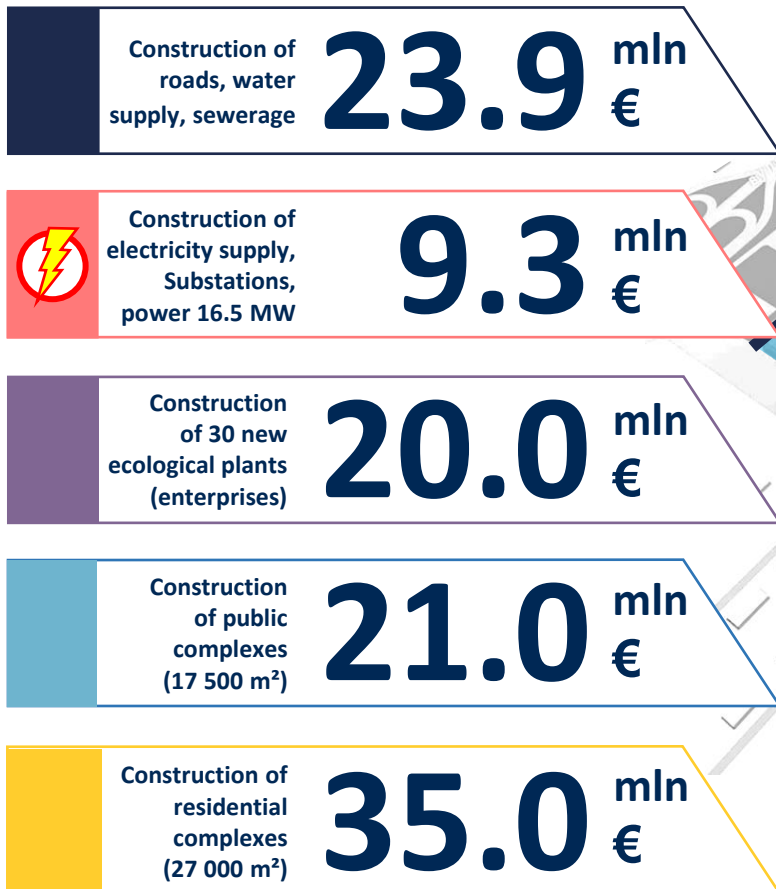 Construction of
roads, water
supply, sewerage
23.9
mln
€
Construction of
electricity supply,
Substations,
power 16.5 MW
9.3
mln
€
Construction
of 30 new
ecological plants
(enterprises)
20.0
mln
€
Construction
of public
complexes
(17 500 m²)
21.0
mln
€
Construction of
residential
complexes
(27 000 m²)
35.0
mln
€